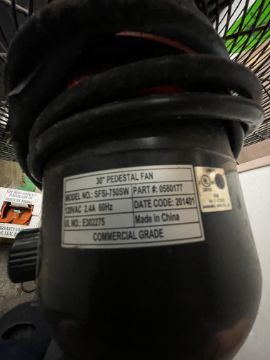 30" PEDESTAL FAN
MODEL NO.: SFSI-750SW PART #: 0580177
120VAC 2.4A 60Hz DATE CODE: 201401
UL NO.: E302275 Made in China
COMMERCIAL GRADE